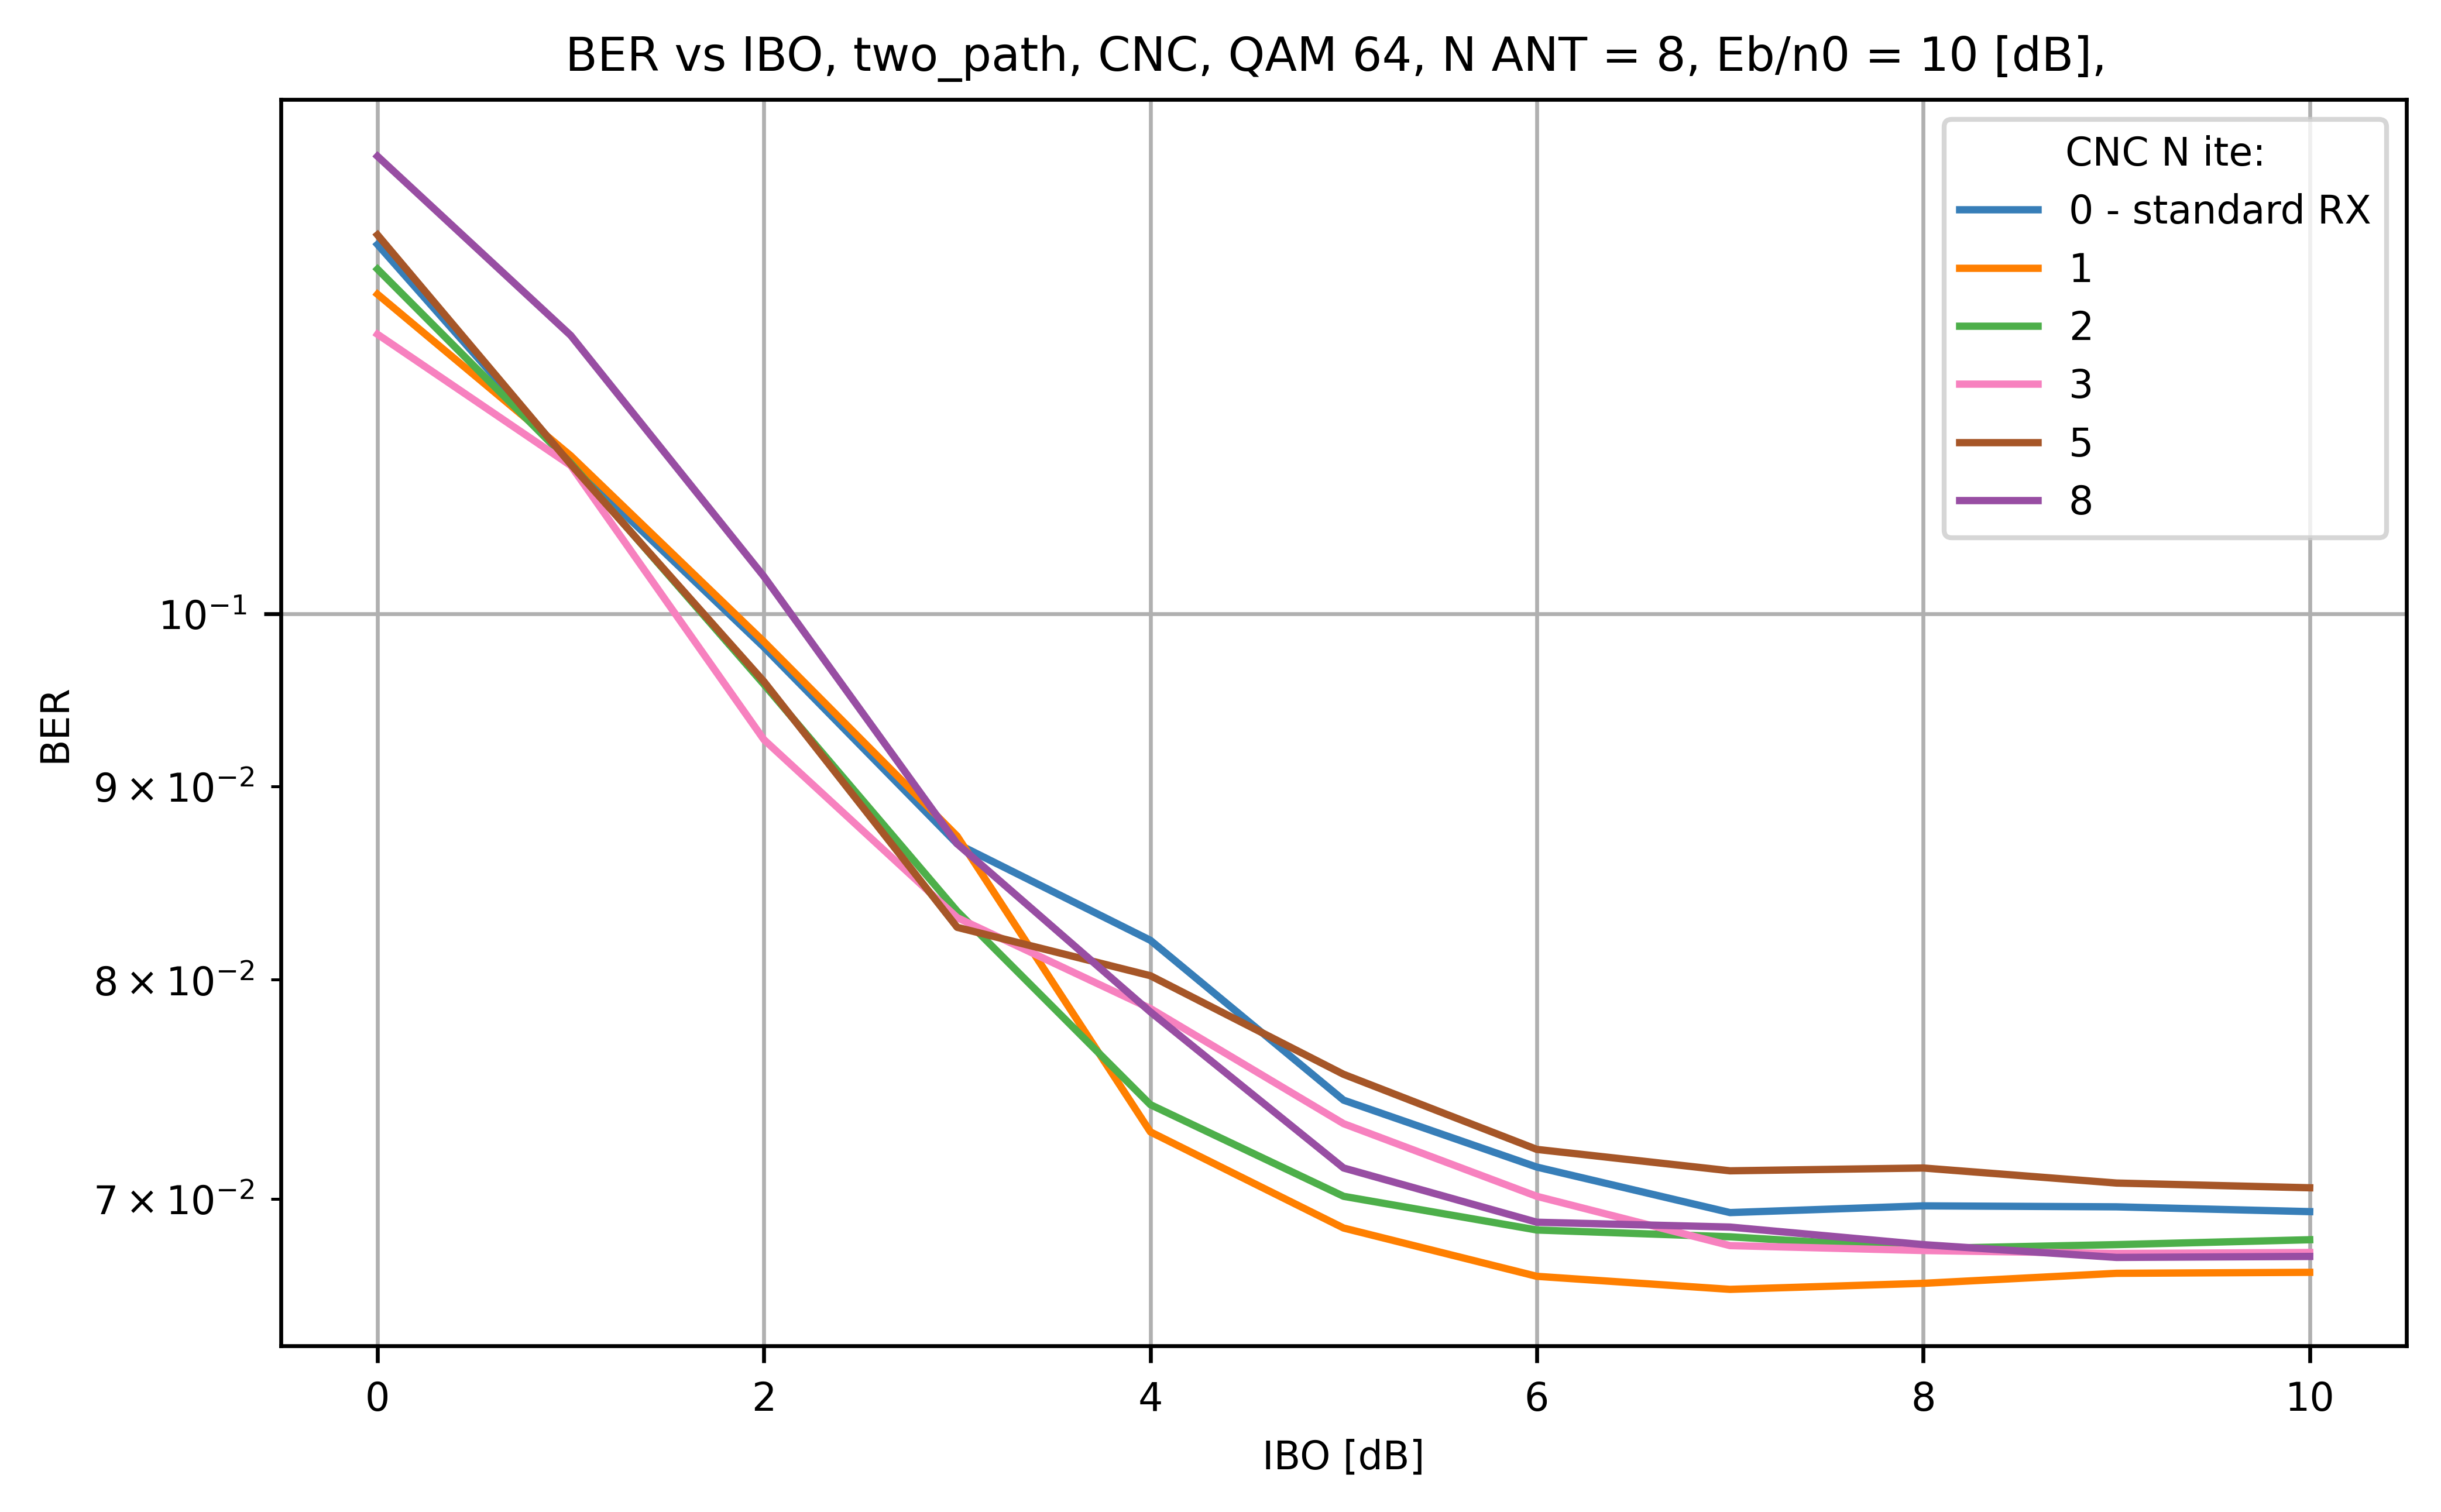 BER vs IBO, two_path, CNC, QAM 64, N ANT = 8, Eb/n0 = 10 [dB],
CNC N ite:
0 - standard RX
1
2
3
5
8
10⁻¹
9 × 10⁻²
8 × 10⁻²
7 × 10⁻²
BER
0 2 4 6 8 10
IBO [dB]